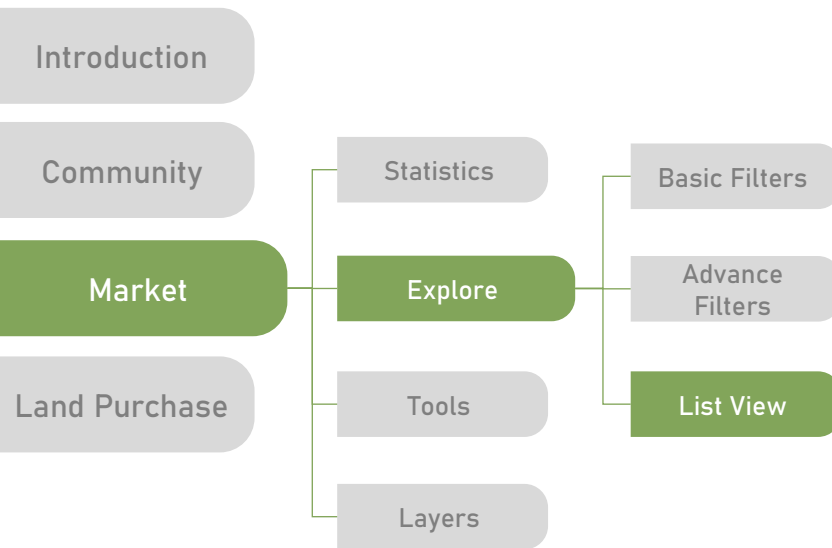 Introduction
Community
Market
Land Purchase
Statistics
Explore
Tools
Layers
Basic Filters
Advance
Filters
List View